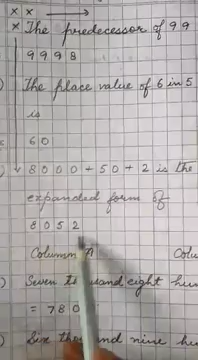 x x
x The predecessor of 99
9998
The place value of 6 in 5
is
60
8000 + 50 + 2 is the
expanded form of
8052
Column A
Seven thousand eight hu
= 780
Six thousand nine hu